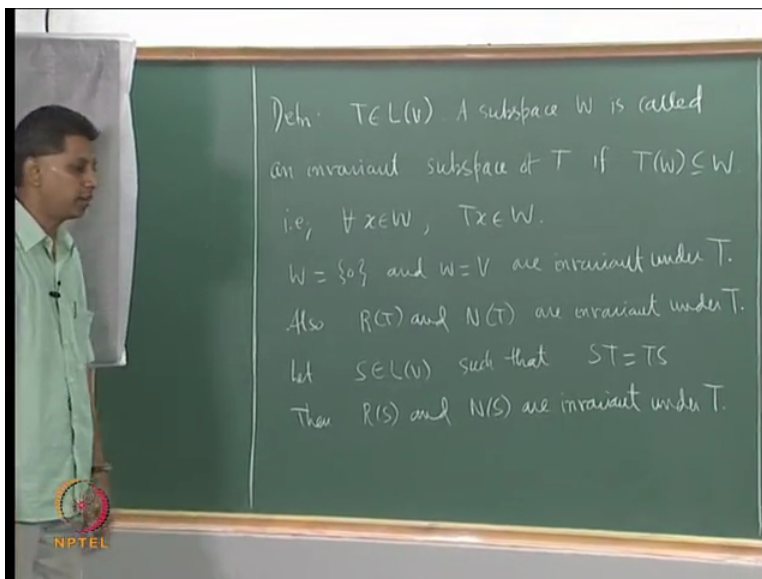 Defn. T∈L(V). A subspace W is called
an invariant subspace of T if T(W)⊆W.
i.e, ∀ x∈W, Tx∈W.
W = {0} and W = V are invariant under T.
Also R(T) and N(T) are invariant under T.
Let S∈L(V) such that ST=TS
Then R(S) and N(S) are invariant under T.
NPTEL